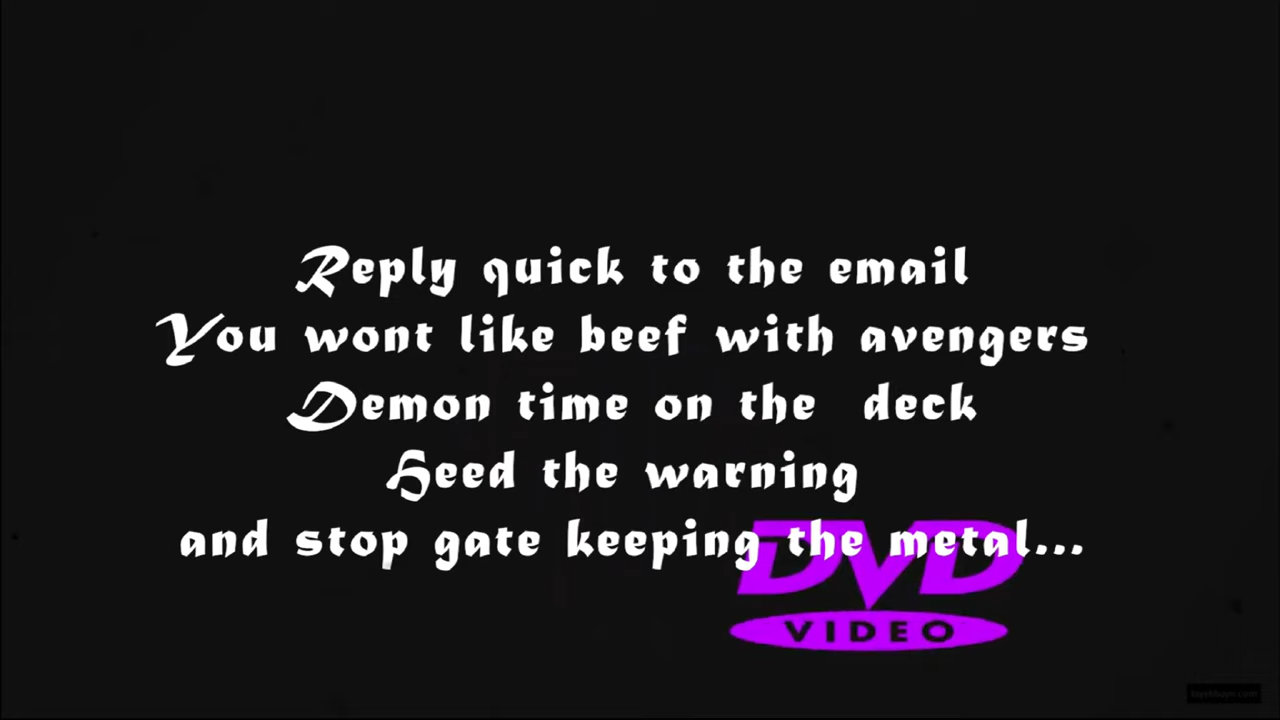 Reply quick to the email
You wont like beef with avengers
Demon time on the deck
Heed the warning
and stop gate keeping the metal...
DVD
VIDEO